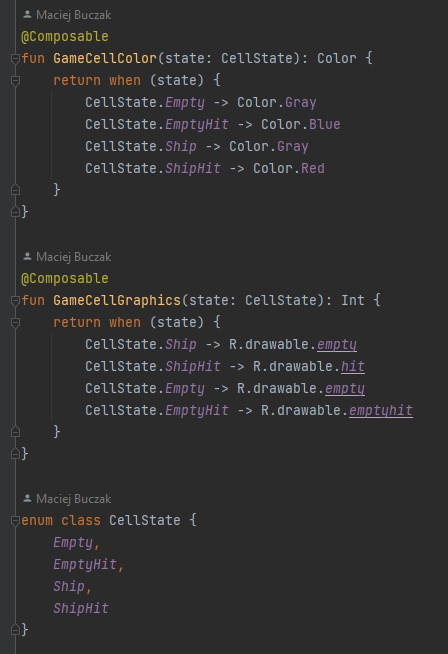 Maciej Buczak
@Composable
fun GameCellColor(state: CellState): Color {
    return when (state) {
        CellState.Empty -> Color.Gray
        CellState.EmptyHit -> Color.Blue
        CellState.Ship -> Color.Gray
        CellState.ShipHit -> Color.Red
    }
}
Maciej Buczak
@Composable
fun GameCellGraphics(state: CellState): Int {
    return when (state) {
        CellState.Ship -> R.drawable.empty
        CellState.ShipHit -> R.drawable.hit
        CellState.Empty -> R.drawable.empty
        CellState.EmptyHit -> R.drawable.emptyhit
    }
}
Maciej Buczak
enum class CellState {
    Empty,
    EmptyHit,
    Ship,
    ShipHit
}